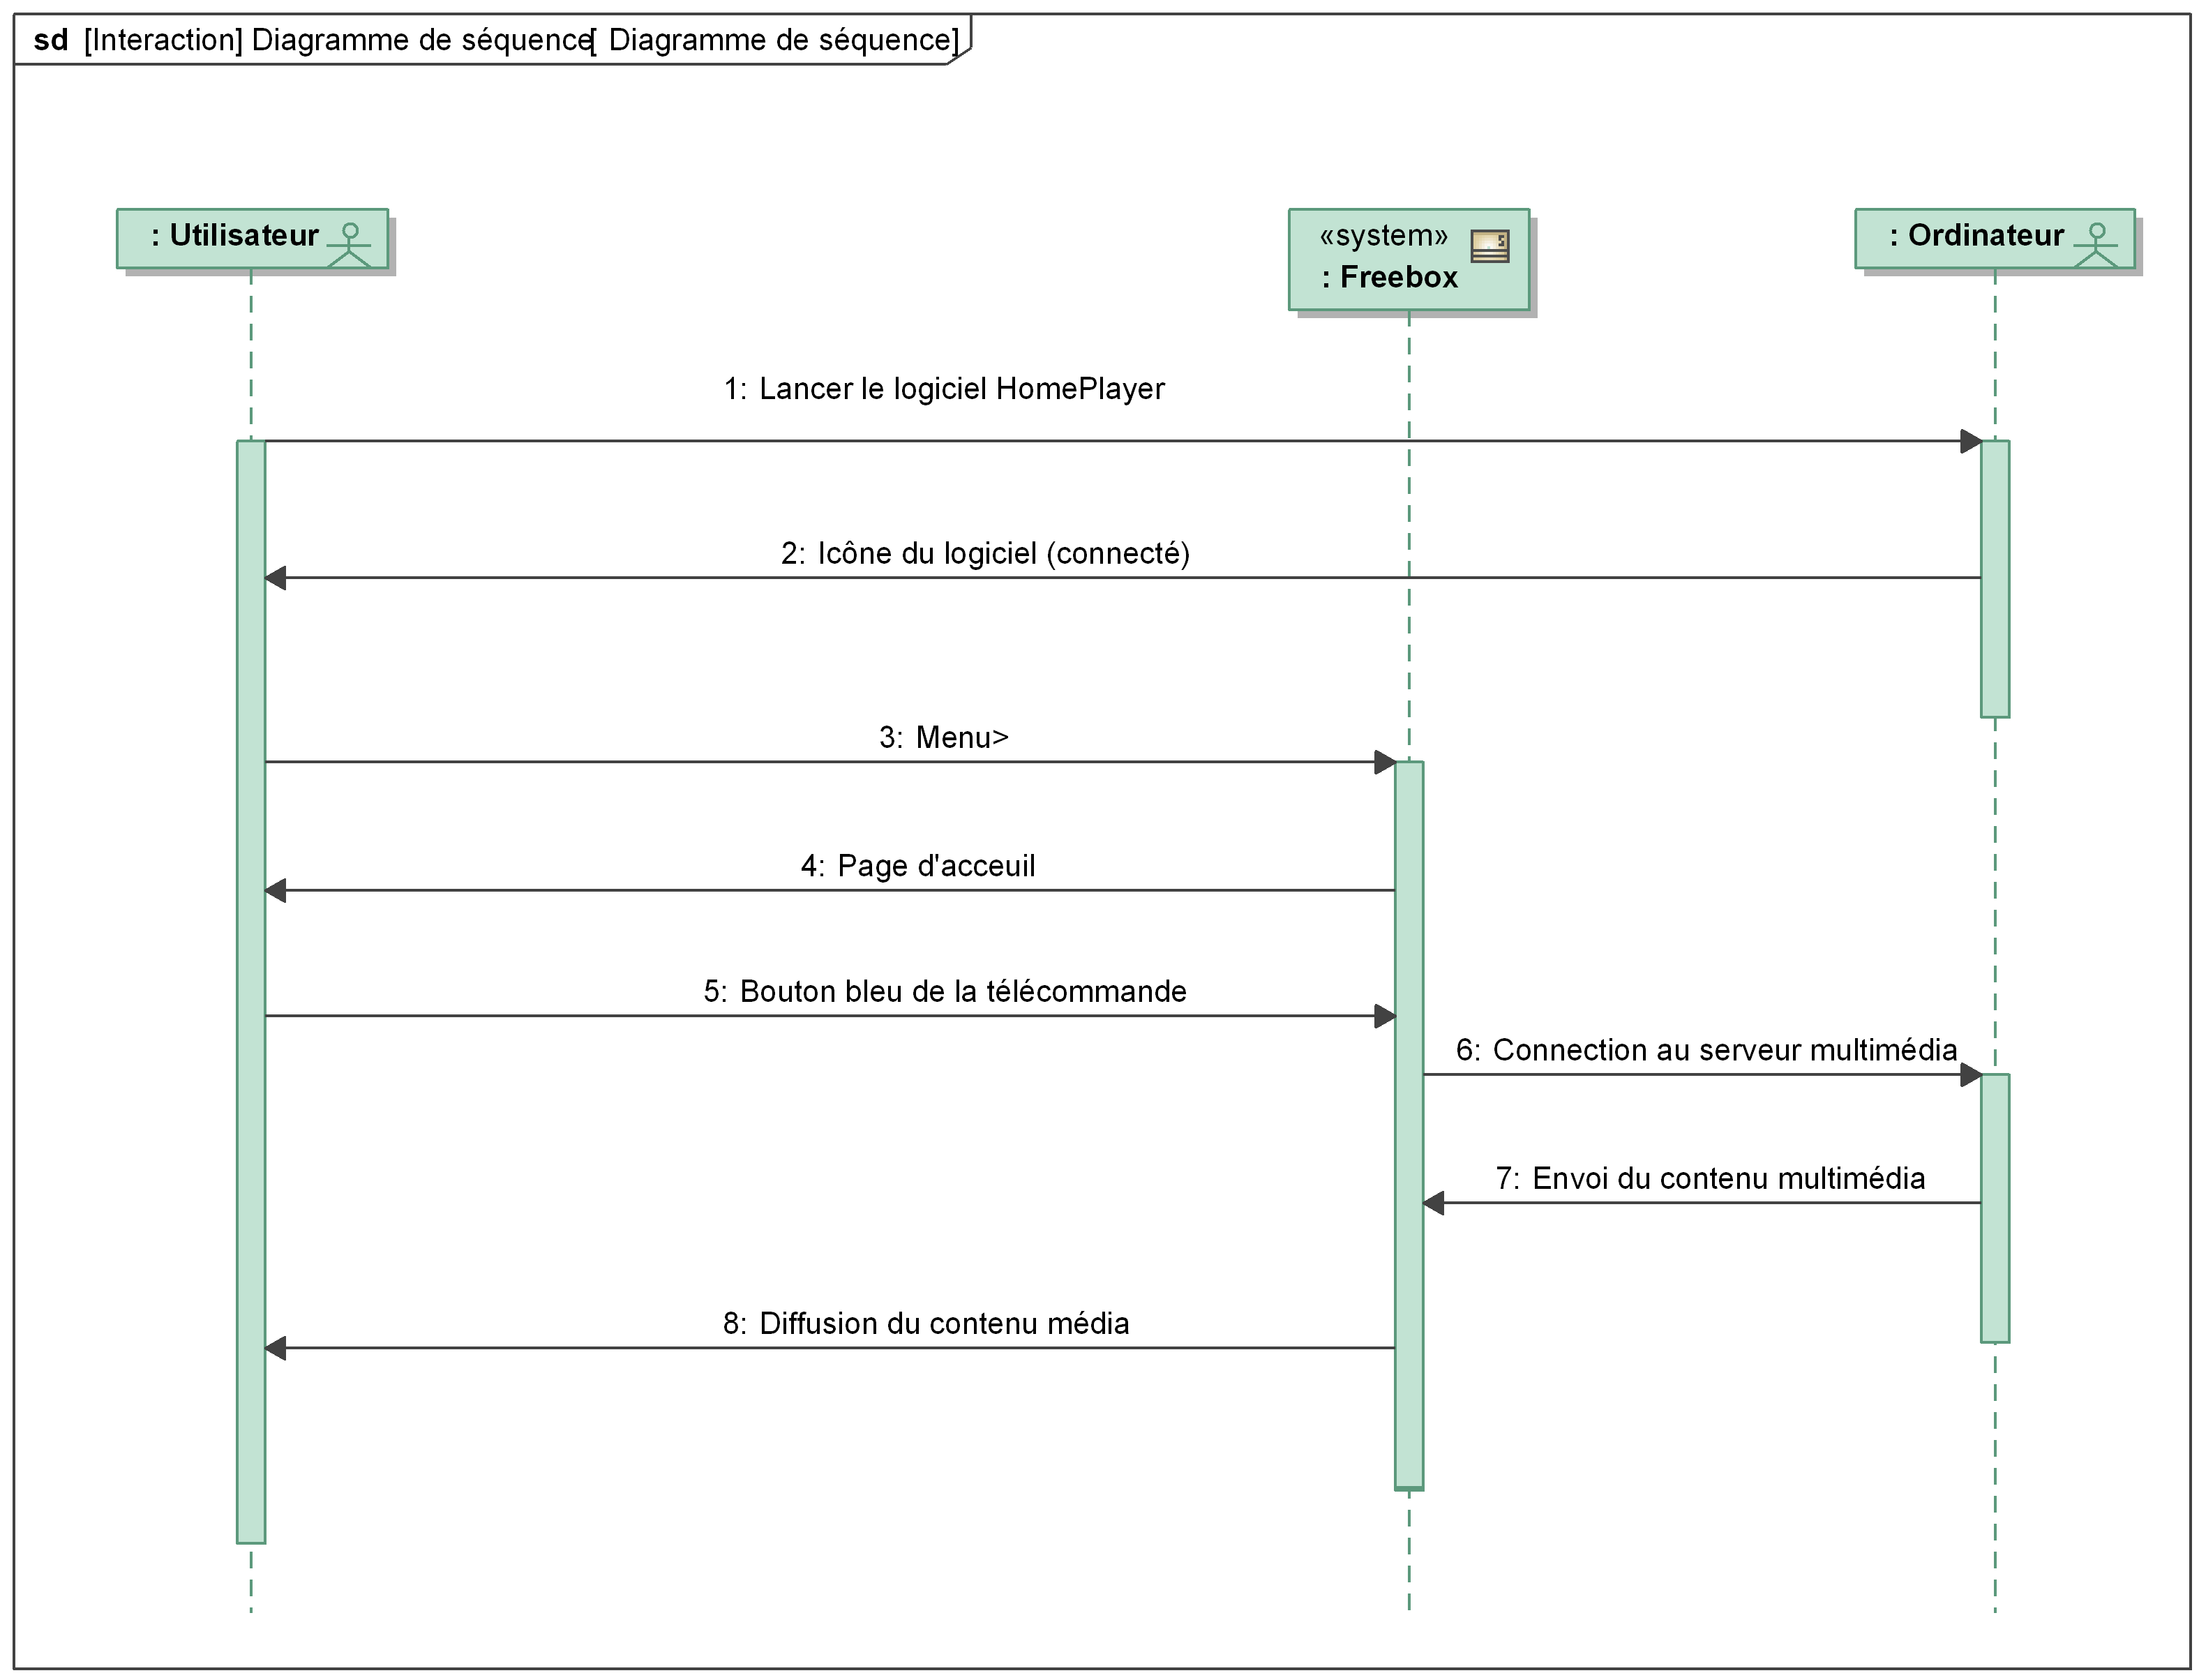 sd [Interaction] Diagramme de séquence[ Diagramme de séquence]
: Utilisateur
«system»
: Freebox
: Ordinateur
1: Lancer le logiciel HomePlayer
2: Icône du logiciel (connecté)
3: Menu>
4: Page d'acceuil
5: Bouton bleu de la télécommande
6: Connection au serveur multimédia
7: Envoi du contenu multimédia
8: Diffusion du contenu média